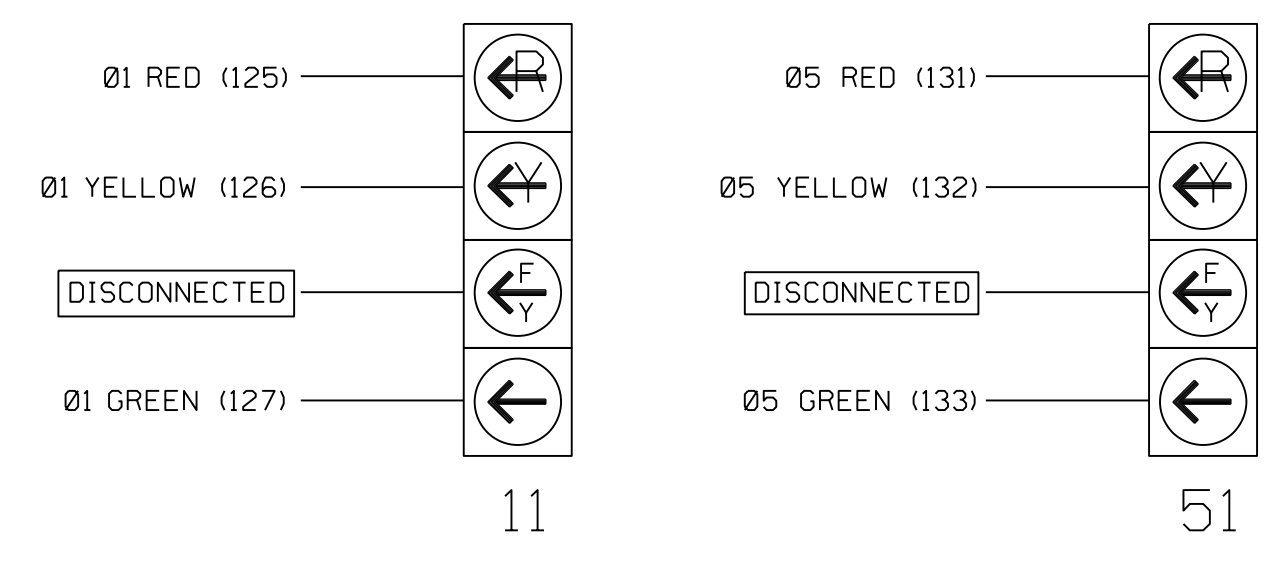 Ø1 RED (125)
R
Ø1 YELLOW (126)
Y
DISCONNECTED
F
Y
Ø1 GREEN (127)
11
Ø5 RED (131)
R
Ø5 YELLOW (132)
Y
DISCONNECTED
F
Y
Ø5 GREEN (133)
51